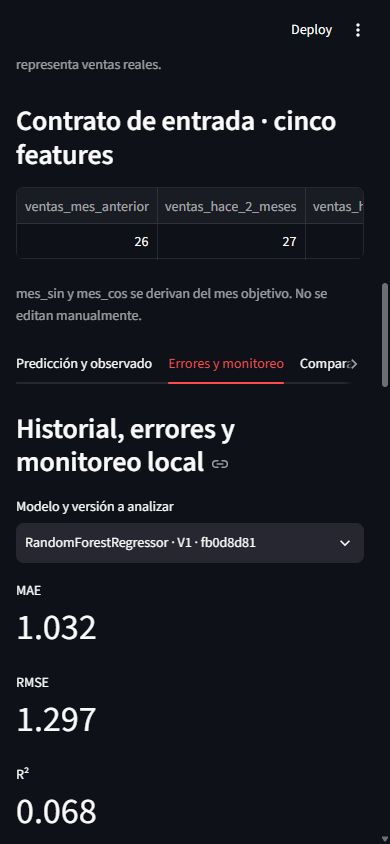 Deploy
representa ventas reales.
Contrato de entrada · cinco
features
ventas_mes_anterior ventas_hace_2_meses ventas_h
26 27
mes_sin y mes_cos se derivan del mes objetivo. No se
editan manualmente.
Predicción y observado Errores y monitoreo Compara
Historial, errores y
monitoreo local
Modelo y versión a analizar
RandomForestRegressor · V1 · fb0d8d81
MAE
1.032
RMSE
1.297
R²
0.068